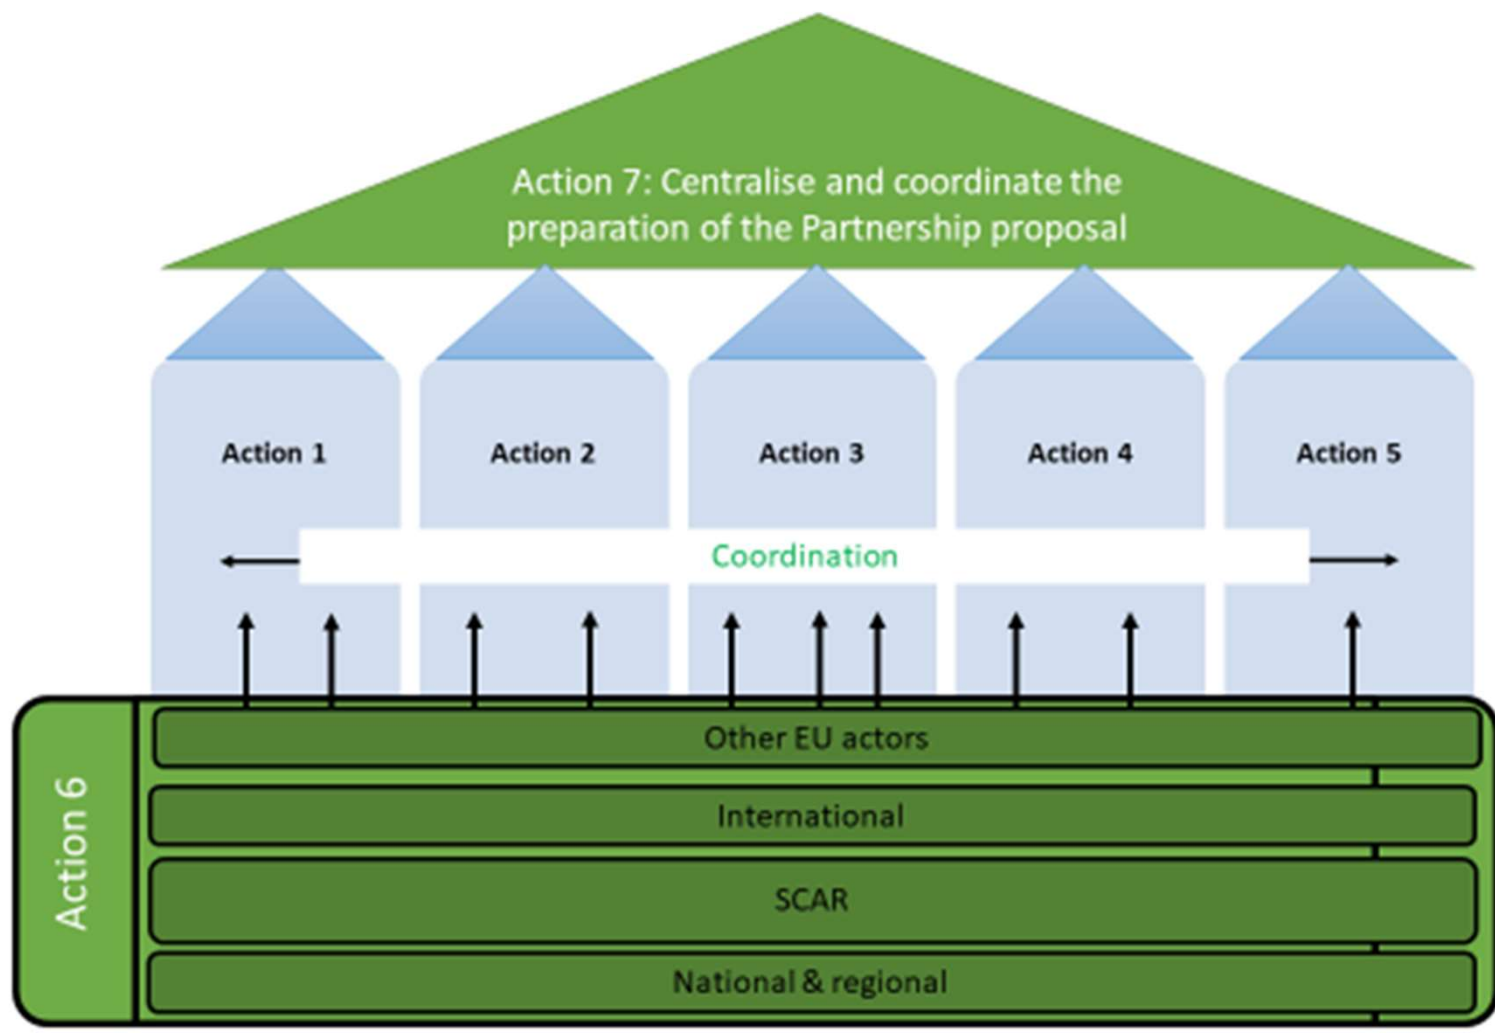 Action 7: Centralise and coordinate the
preparation of the Partnership proposal
Action 1
Action 2
Action 3
Action 4
Action 5
Coordination
Action 6
Other EU actors
International
SCAR
National & regional